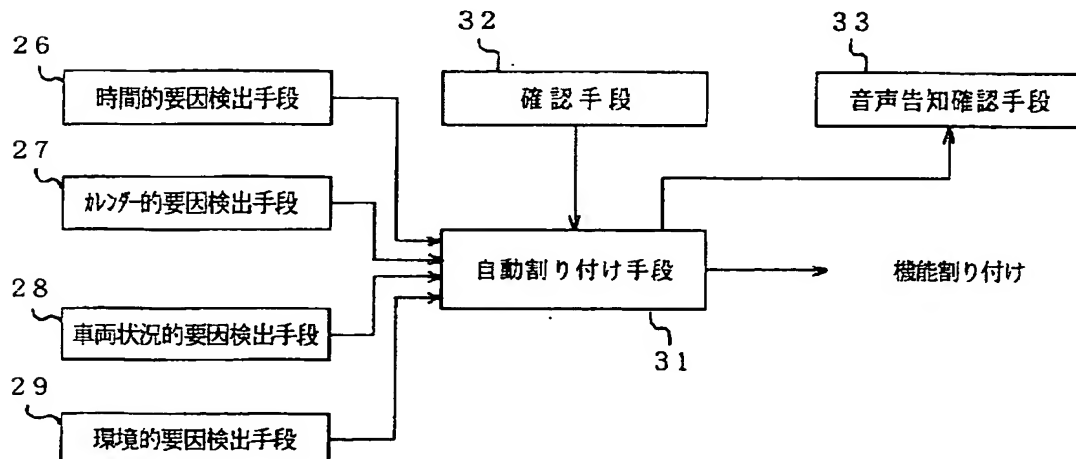 26
時間的要因検出手段
27
カレンダー的要因検出手段
28
車両状況的要因検出手段
29
環境的要因検出手段
32
確認手段
33
音声告知確認手段
自動割り付け手段
31
機能割り付け